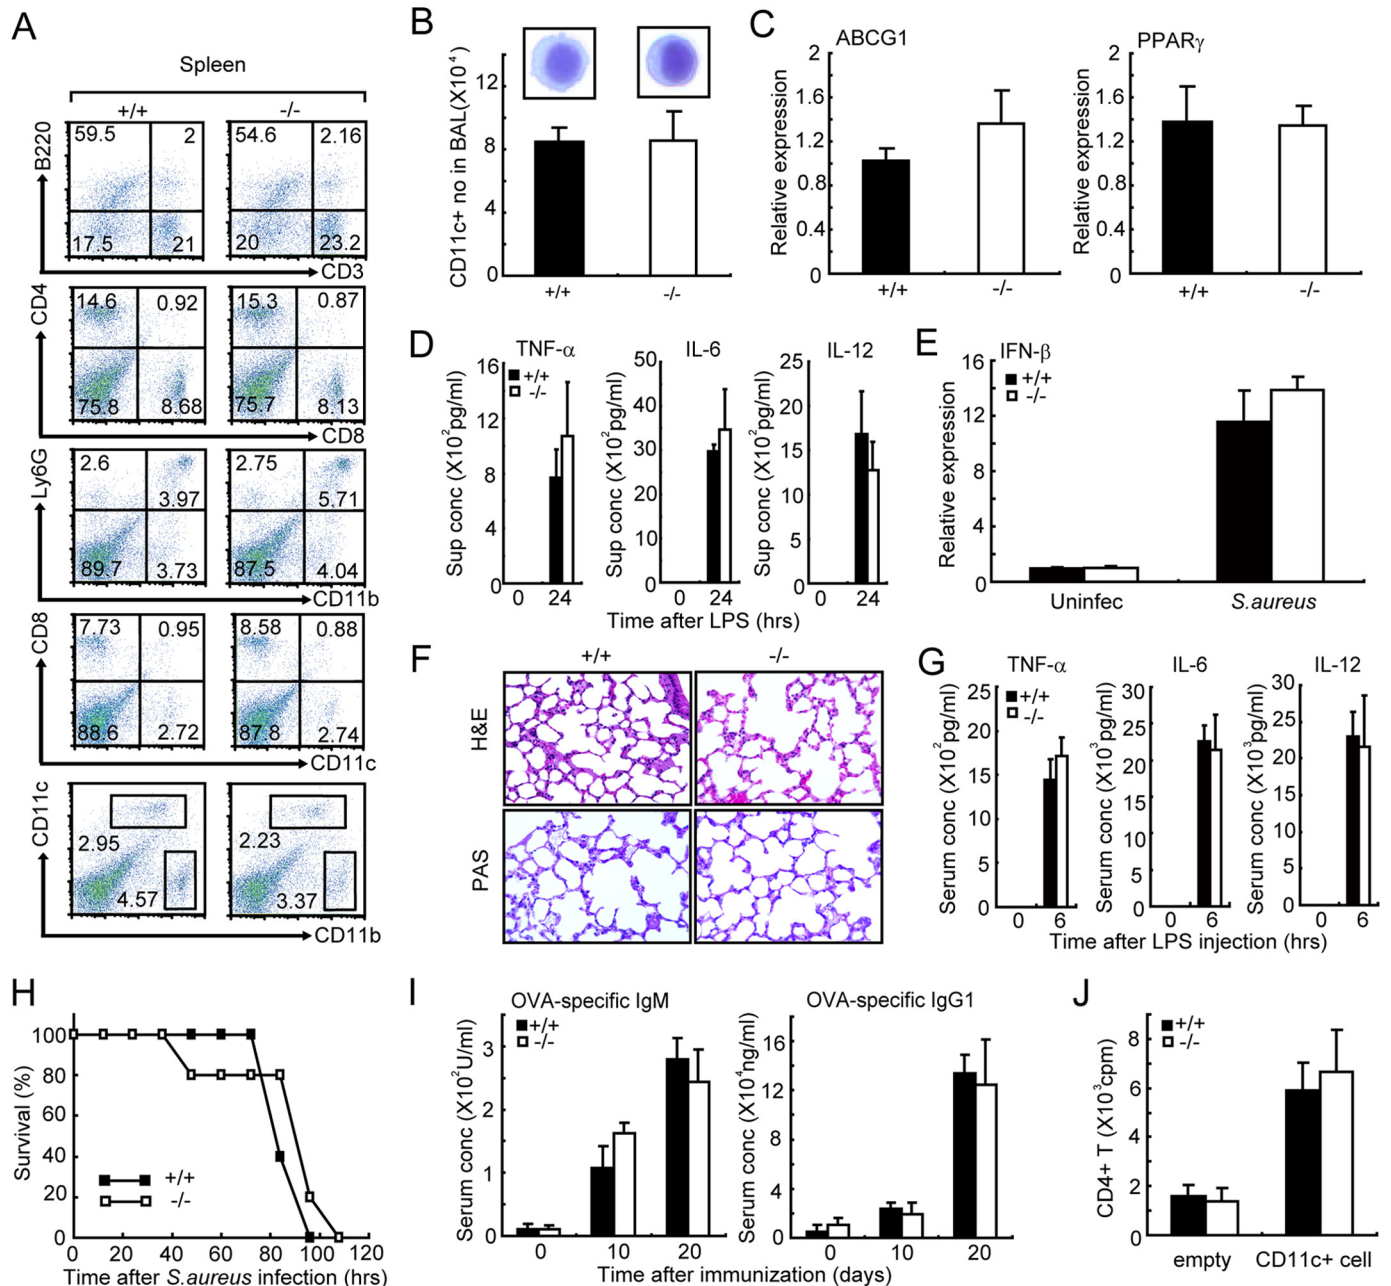 A
Spleen
+/+ -/-
B220
59.5 2
17.5 21
54.6 2.16
20 23.2
CD3
CD4
14.6 0.92
75.8 8.68
15.3 0.87
75.7 8.13
CD8
Ly6G
2.6
3.97
89.7 3.73
2.75
5.71
87.5 4.04
CD11b
CD8
7.73 0.95
88.6 2.72
8.58 0.88
87.8 2.74
CD11c
CD11c
2.95
4.57
2.23
3.37
CD11b
B
CD11c+ no in BAL(X10⁴)
12
8
4
0
+/+ -/-
C
ABCG1
Relative expression
2
1.6
1.2
0.8
0.4
0
+/+ -/-
PPARγ
Relative expression
2
1.6
1.2
0.8
0.4
0
+/+ -/-
D
TNF-α
+/+
-/-
Sup conc (X10²pg/ml)
16
12
8
4
0
0 24
IL-6
Sup conc (X10²pg/ml)
50
40
30
20
10
0
0 24
IL-12
Sup conc (X10²pg/ml)
25
20
15
10
5
0
0 24
Time after LPS (hrs)
E
IFN-β
+/+
-/-
Relative expression
16
12
8
4
0
Uninfec S.aureus
F
+/+ -/-
H&E
PAS
G
TNF-α
+/+
-/-
Serum conc (X10²pg/ml)
25
20
15
10
5
0
0 6
IL-6
Serum conc (X10³pg/ml)
30
25
20
15
10
5
0
0 6
IL-12
Serum conc (X10³pg/ml)
30
25
20
15
10
5
0
0 6
Time after LPS injection (hrs)
H
Survival (%)
100
80
60
40
20
0
+/+
-/-
0 20 40 60 80 100 120
Time after S.aureus infection (hrs)
I
OVA-specific IgM
+/+
-/-
Serum conc (X10²U/ml)
3
2
1
0
0 10 20
OVA-specific IgG1
Serum conc (X10⁴ng/ml)
16
12
8
4
0
0 10 20
Time after immunization (days)
J
+/+
-/-
CD4+ T (X10³cpm)
8
6
4
2
0
empty CD11c+ cell